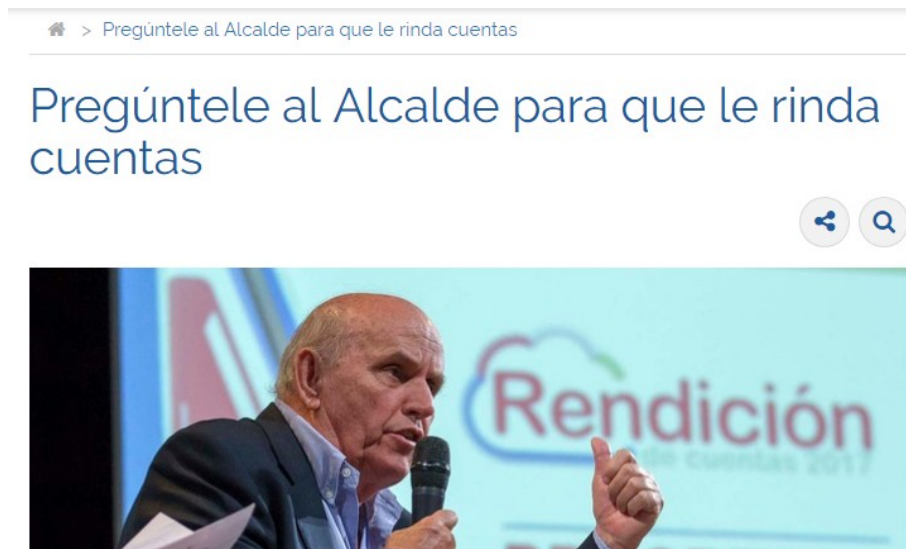 > Pregúntele al Alcalde para que le rinda cuentas
Pregúntele al Alcalde para que le rinda
cuentas
Rendición
de cuentas 2017